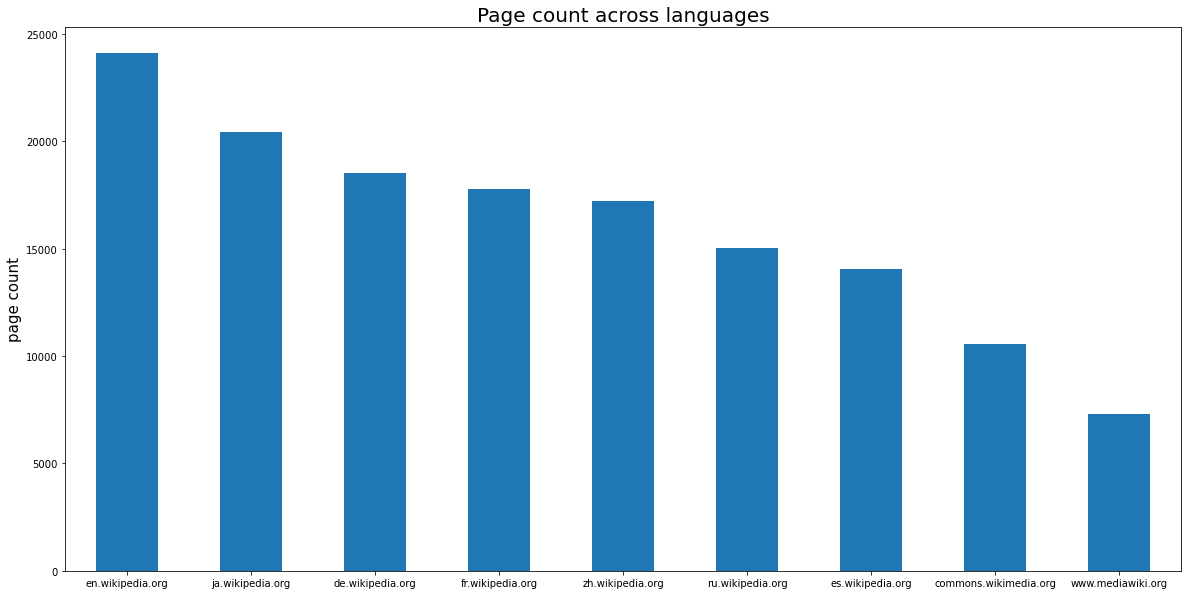 Page count across languages
page count
25000
20000
15000
10000
5000
0
en.wikipedia.org ja.wikipedia.org de.wikipedia.org fr.wikipedia.org zh.wikipedia.org ru.wikipedia.org es.wikipedia.org commons.wikimedia.org www.mediawiki.org